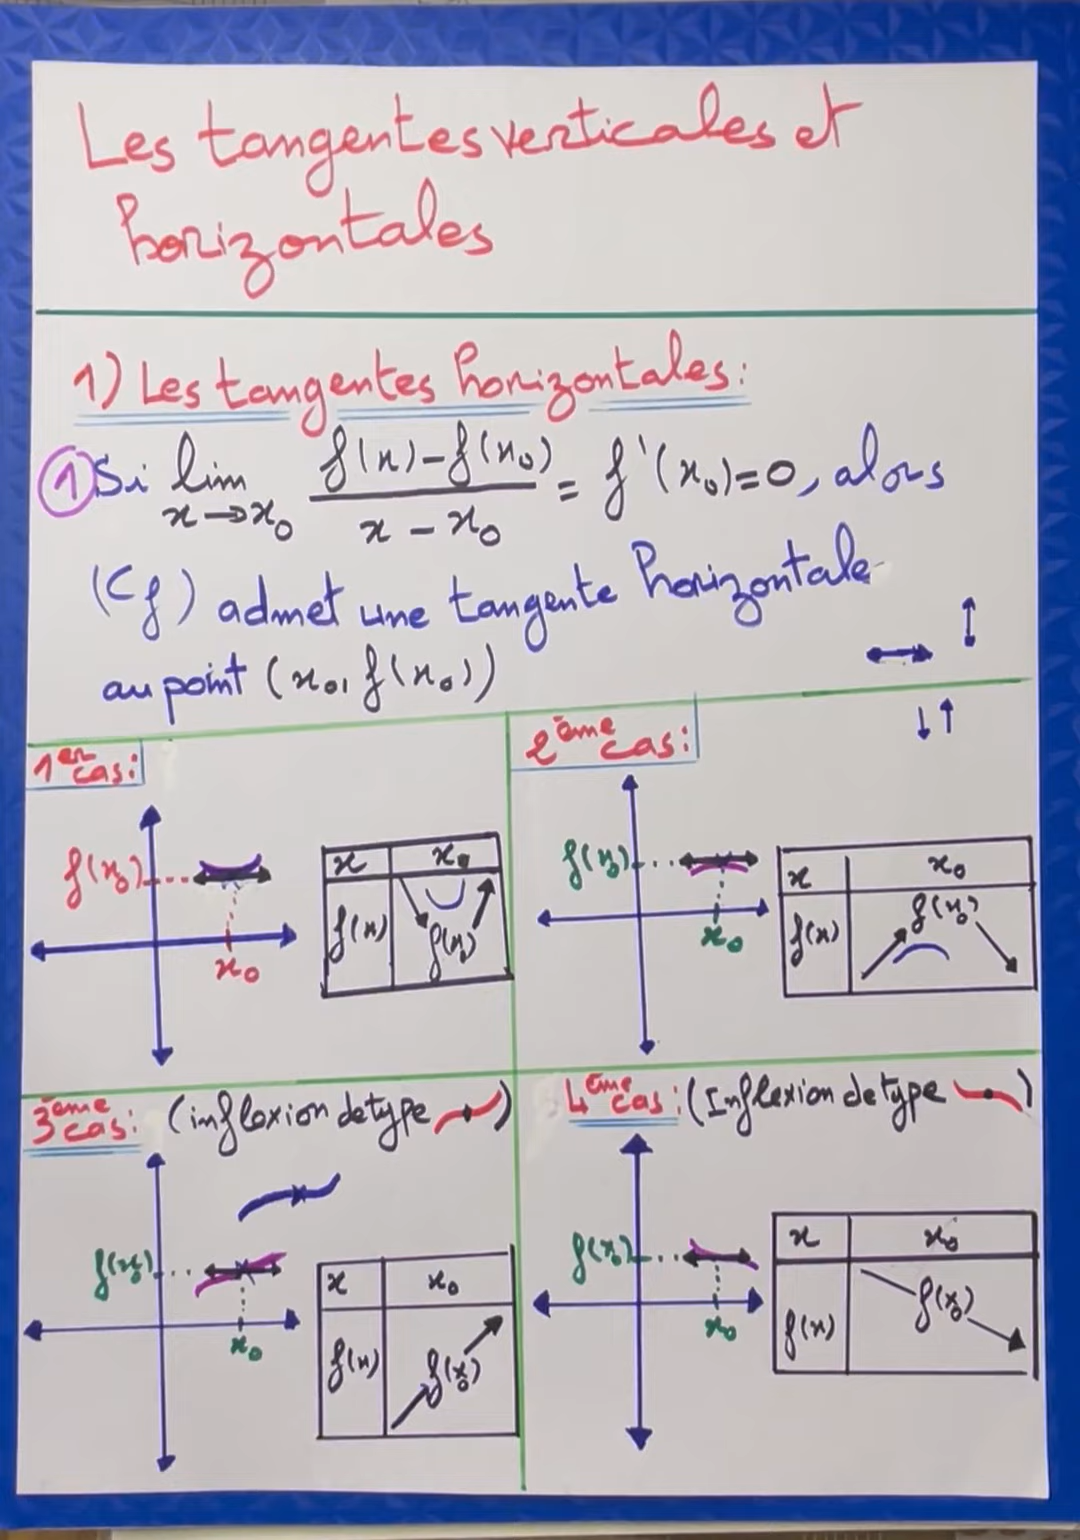 Les tangentes verticales et
horizontales
1) Les tangentes horizontales:
① Si lim f(x)-f(x₀) = f'(x₀)=0, alors
x→x₀ x - x₀
(Cf) admet une tangente horizontale
au point (x₀, f(x₀))
1er cas:
f(x₀)
x₀
x x₀
f(x) f(x₀)
2ème cas:
f(x₀)
x₀
x x₀
f(x) f(x₀)
3ème cas: (inflexion de type )
f(x₀)
x₀
x x₀
f(x) f(x₀)
4ème cas: (Inflexion de type )
f(x₀)
x₀
x x₀
f(x) f(x₀)